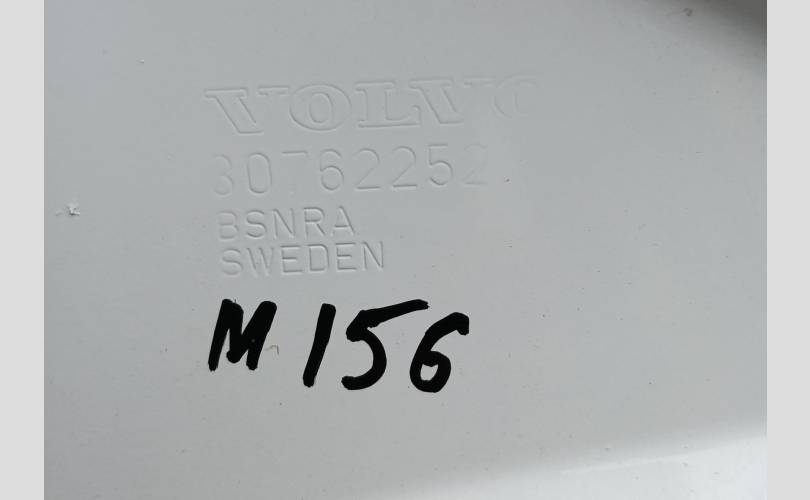 VOLVO
30762252
BSNRA
SWEDEN
M 156